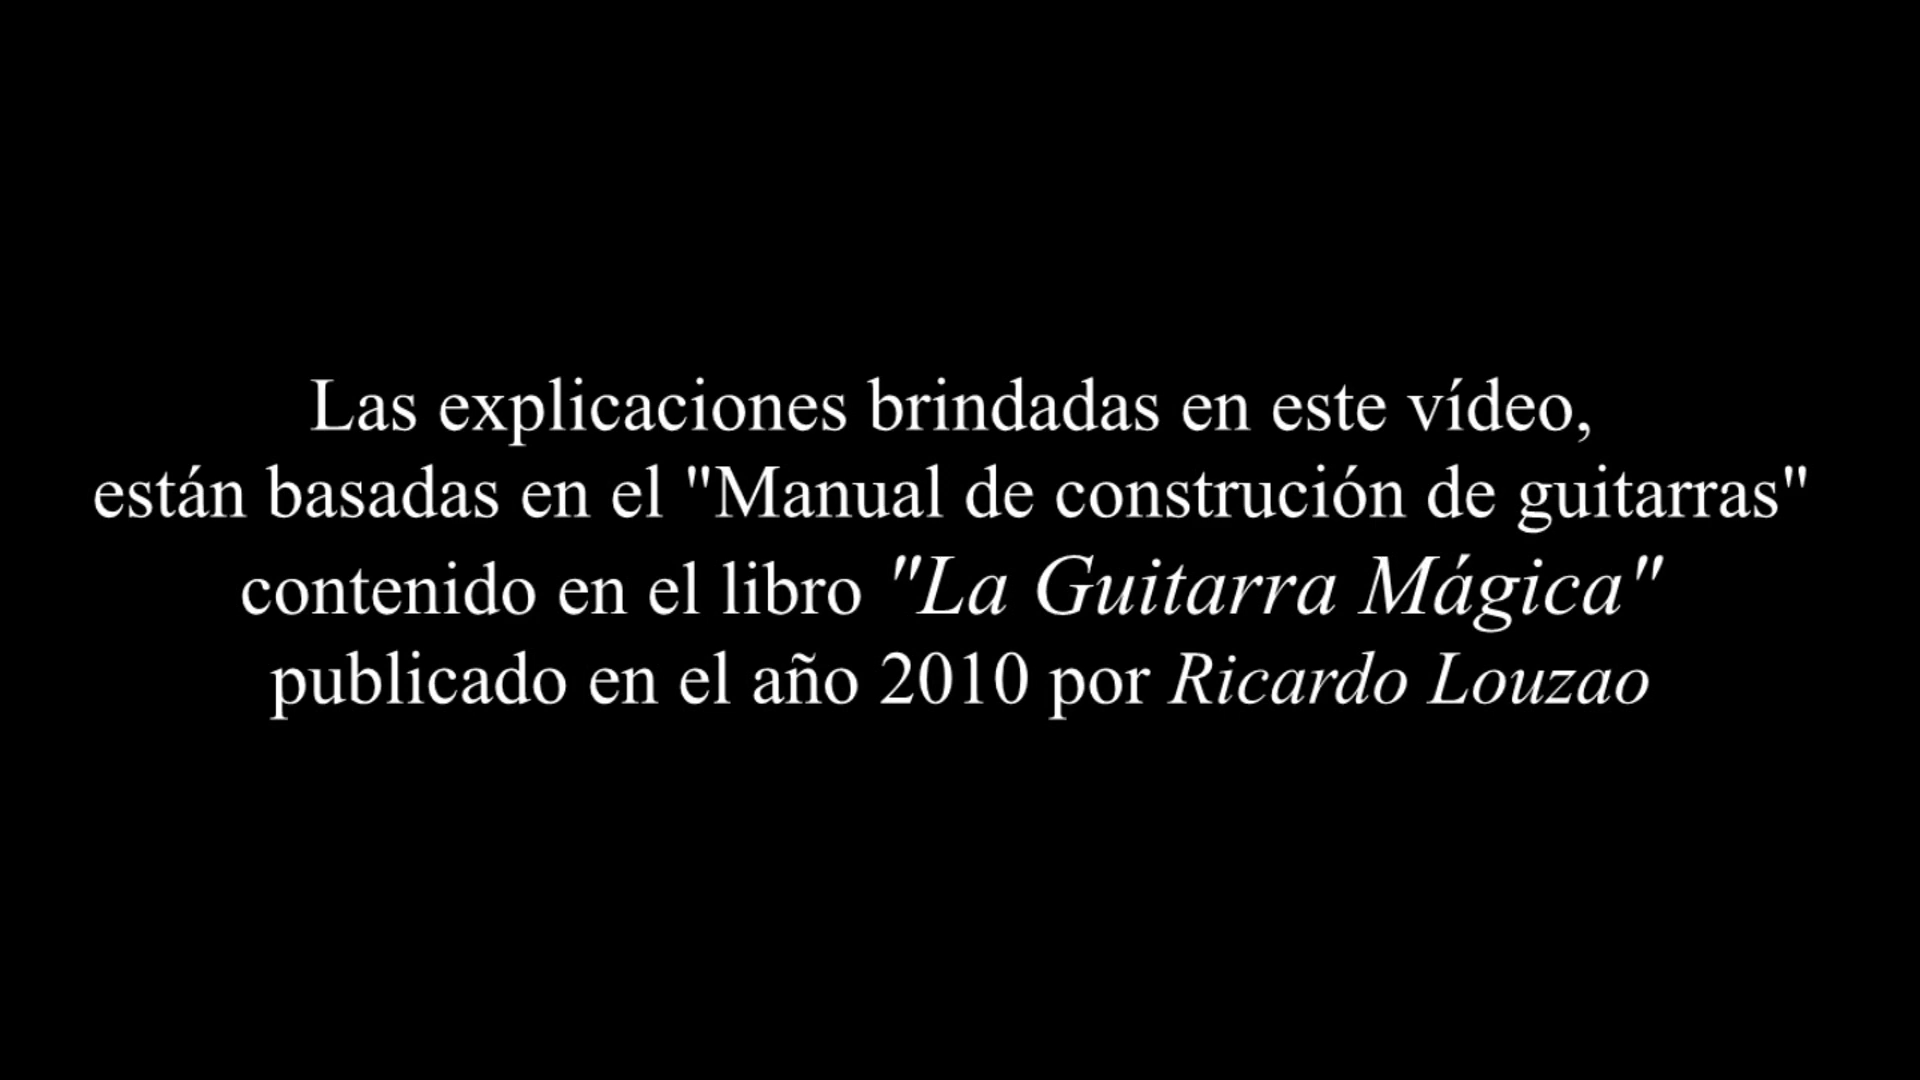 Las explicaciones brindadas en este vídeo,
están basadas en el "Manual de construción de guitarras"
contenido en el libro "La Guitarra Mágica"
publicado en el año 2010 por Ricardo Louzao